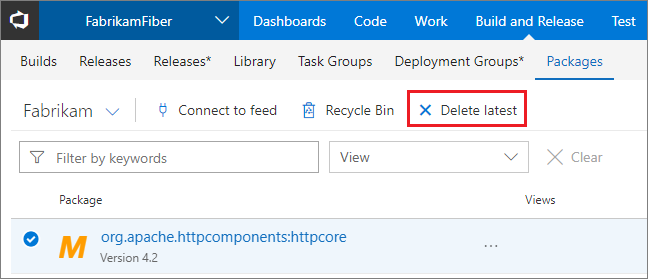 FabrikamFiber Dashboards Code Work Build and Release Test
Builds Releases Releases* Library Task Groups Deployment Groups* Packages
Fabrikam Connect to feed Recycle Bin Delete latest
Filter by keywords View Clear
Package Views
M org.apache.httpcomponents:httpcore ...
Version 4.2